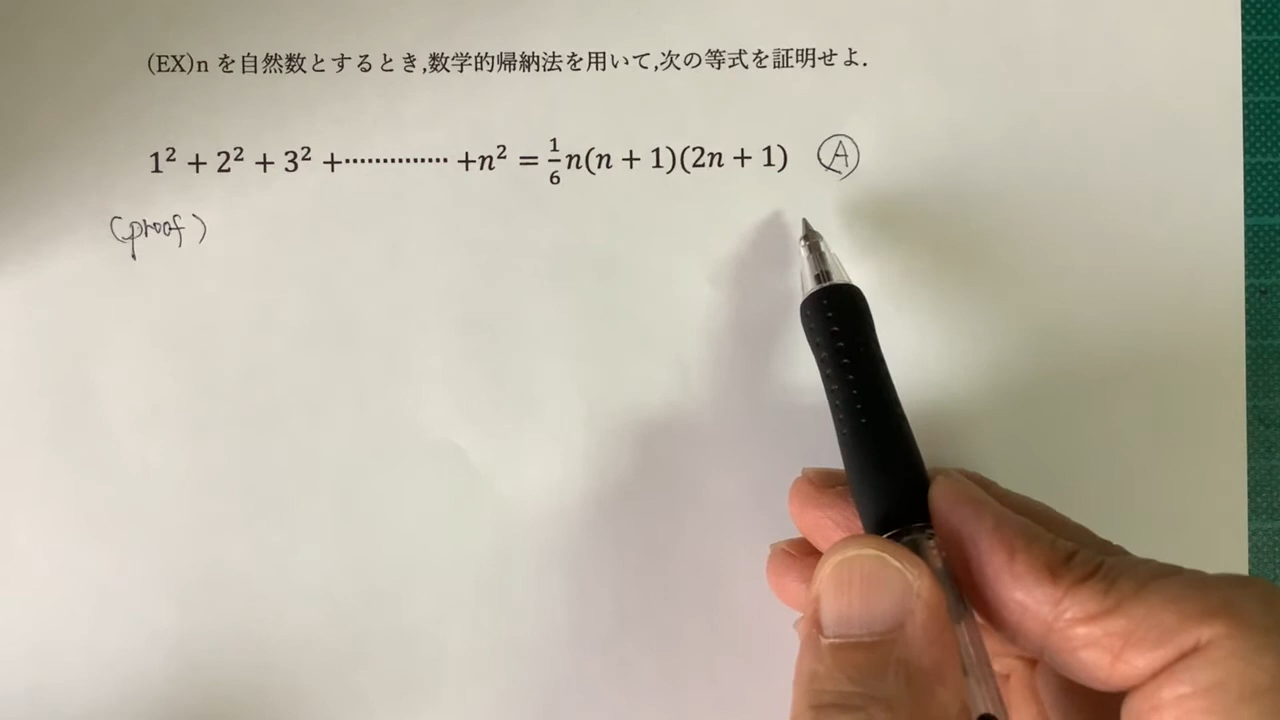 (EX)n を自然数とするとき,数学的帰納法を用いて,次の等式を証明せよ.
1² + 2² + 3² +·············· +n² = 1/6 n(n + 1)(2n + 1) Ⓐ
(proof)